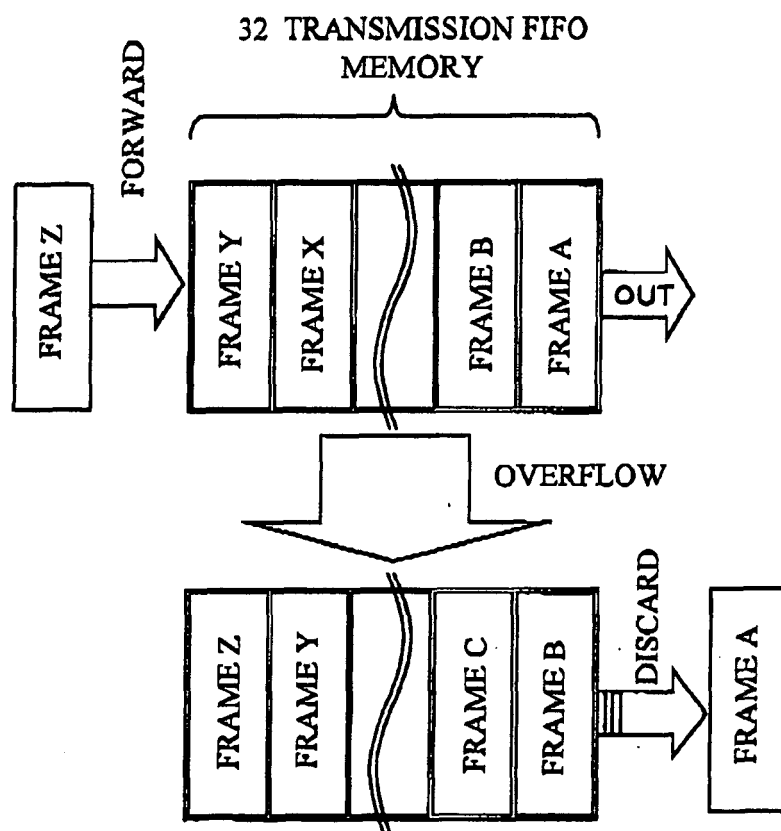 32 TRANSMISSION FIFO
MEMORY
FORWARD
FRAME Z
FRAME Y
FRAME X
FRAME B
FRAME A
OUT
OVERFLOW
FRAME Z
FRAME Y
FRAME C
FRAME B
DISCARD
FRAME A